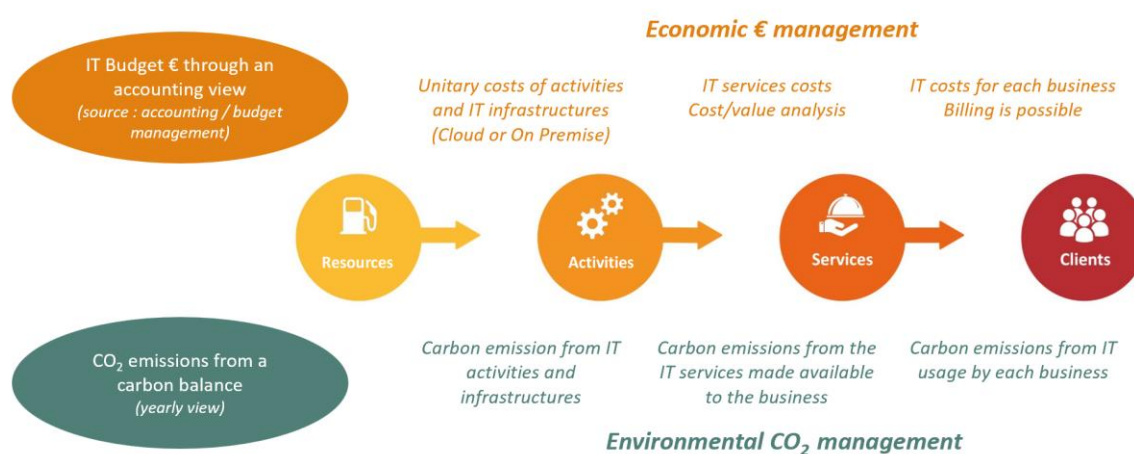 Economic € management
IT Budget € through an
accounting view
(source : accounting / budget
management)
Unitary costs of activities
and IT infrastructures
(Cloud or On Premise)
IT services costs
Cost/value analysis
IT costs for each business
Billing is possible
Resources
Activities
Services
Clients
CO₂ emissions from a
carbon balance
(yearly view)
Carbon emission from IT
activities and
infrastructures
Carbon emissions from the
IT services made available
to the business
Carbon emissions from IT
usage by each business
Environmental CO₂ management